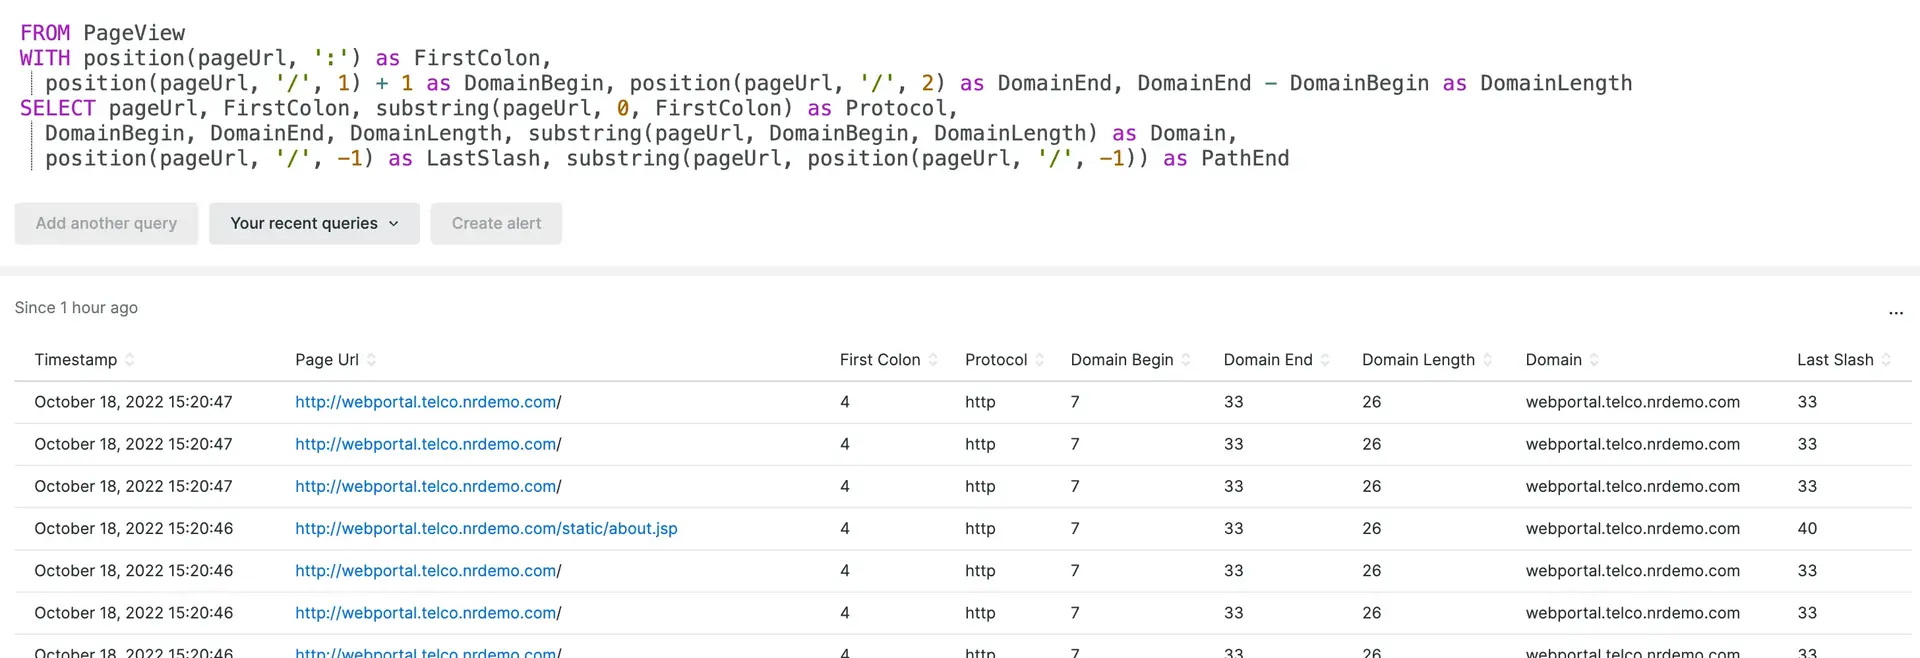 FROM PageView
WITH position(pageUrl, ':') as FirstColon,
position(pageUrl, '/', 1) + 1 as DomainBegin, position(pageUrl, '/', 2) as DomainEnd, DomainEnd - DomainBegin as DomainLength
SELECT pageUrl, FirstColon, substring(pageUrl, 0, FirstColon) as Protocol,
DomainBegin, DomainEnd, DomainLength, substring(pageUrl, DomainBegin, DomainLength) as Domain,
position(pageUrl, '/', -1) as LastSlash, substring(pageUrl, position(pageUrl, '/', -1)) as PathEnd
Add another query Your recent queries Create alert
Since 1 hour ago ...
Timestamp Page Url First Colon Protocol Domain Begin Domain End Domain Length Domain Last Slash
October 18, 2022 15:20:47 http://webportal.telco.nrdemo.com/ 4 http 7 33 26 webportal.telco.nrdemo.com 33
October 18, 2022 15:20:47 http://webportal.telco.nrdemo.com/ 4 http 7 33 26 webportal.telco.nrdemo.com 33
October 18, 2022 15:20:47 http://webportal.telco.nrdemo.com/ 4 http 7 33 26 webportal.telco.nrdemo.com 33
October 18, 2022 15:20:46 http://webportal.telco.nrdemo.com/static/about.jsp 4 http 7 33 26 webportal.telco.nrdemo.com 40
October 18, 2022 15:20:46 http://webportal.telco.nrdemo.com/ 4 http 7 33 26 webportal.telco.nrdemo.com 33
October 18, 2022 15:20:46 http://webportal.telco.nrdemo.com/ 4 http 7 33 26 webportal.telco.nrdemo.com 33
October 18, 2022 15:20:46 http://webportal.telco.nrdemo.com/ 4 http 7 33 26 webportal.telco.nrdemo.com 33